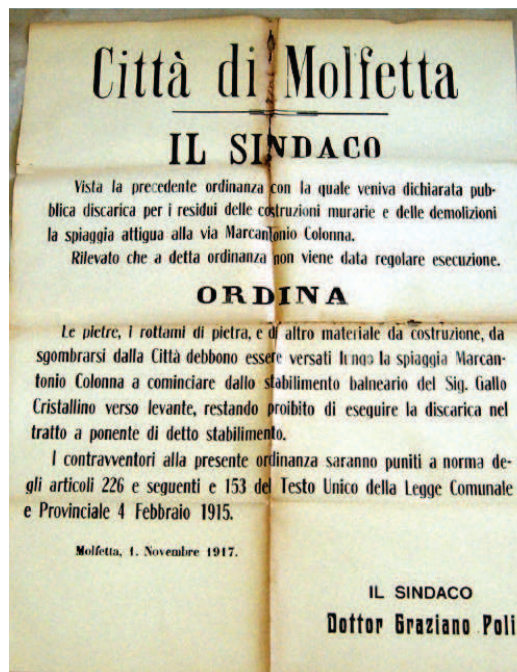 Città di Molfetta
IL SINDACO
Vista la precedente ordinanza con la quale veniva dichiarata pub-
blica discarica per i residui delle costruzioni murarie e delle demolizioni
la spiaggia attigua alla via Marcantonio Colonna.
Rilevato che a detta ordinanza non viene data regolare esecuzione.
ORDINA
Le pietre, i rottami di pietra, e di altro materiale da costruzione, da
sgombrarsi dalla Città debbono essere versati lungo la spiaggia Marcan-
tonio Colonna a cominciare dallo stabilimento balneario del Sig. Gallo
Cristallino verso levante, restando proibito di eseguire la discarica nel
tratto a ponente di detto stabilimento.
I contravventori alla presente ordinanza saranno puniti a norma de-
gli articoli 226 e seguenti e 153 del Testo Unico della Legge Comunale
e Provinciale 4 Febbraio 1915.
Molfetta, 1. Novembre 1917.
IL SINDACO
Dottor Graziano Poli